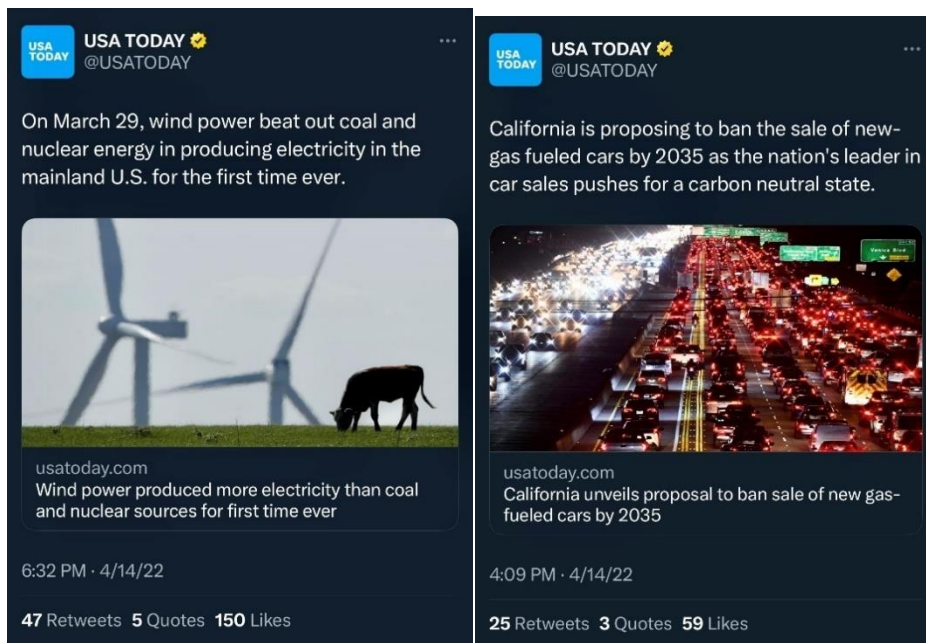 USA
TODAY
USA TODAY
@USATODAY
On March 29, wind power beat out coal and
nuclear energy in producing electricity in the
mainland U.S. for the first time ever.
usatoday.com
Wind power produced more electricity than coal
and nuclear sources for first time ever
6:32 PM · 4/14/22
47 Retweets 5 Quotes 150 Likes
USA
TODAY
USA TODAY
@USATODAY
California is proposing to ban the sale of new-
gas fueled cars by 2035 as the nation's leader in
car sales pushes for a carbon neutral state.
Venice Blvd
usatoday.com
California unveils proposal to ban sale of new gas-
fueled cars by 2035
4:09 PM · 4/14/22
25 Retweets 3 Quotes 59 Likes